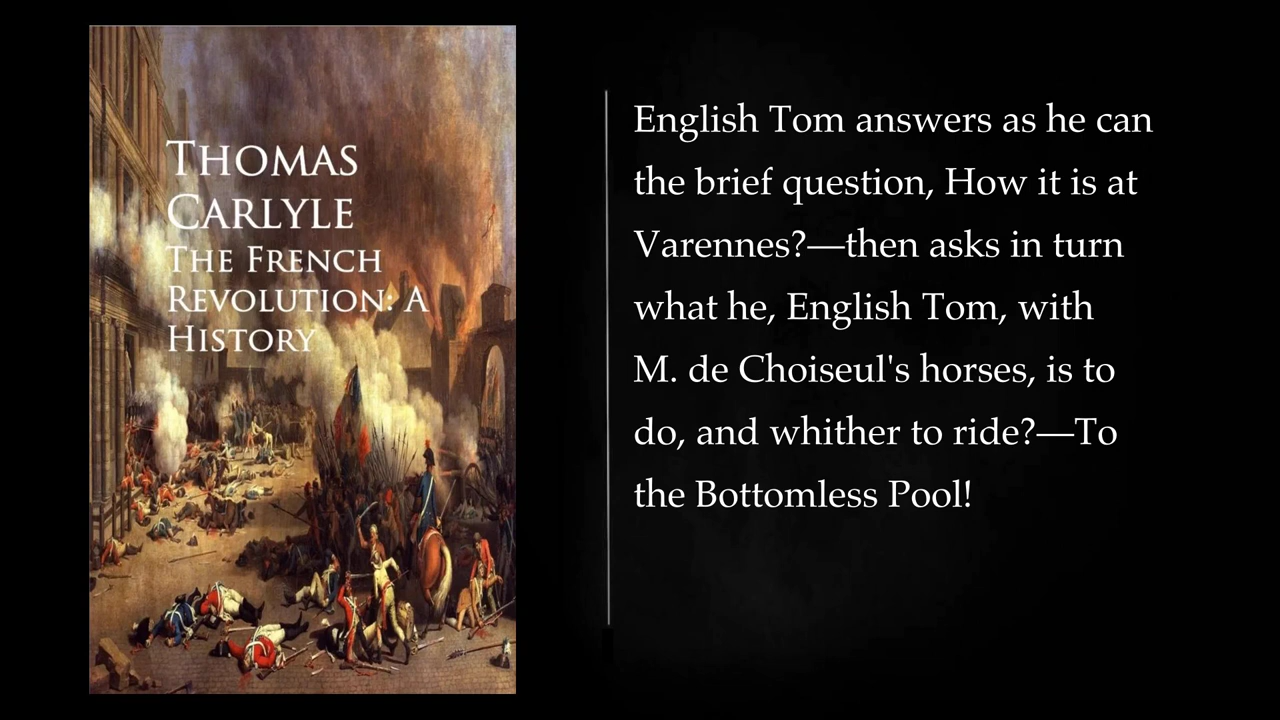 THOMAS
CARLYLE
THE FRENCH
REVOLUTION: A
HISTORY
English Tom answers as he can
the brief question, How it is at
Varennes?—then asks in turn
what he, English Tom, with
M. de Choiseul's horses, is to
do, and whither to ride?—To
the Bottomless Pool!